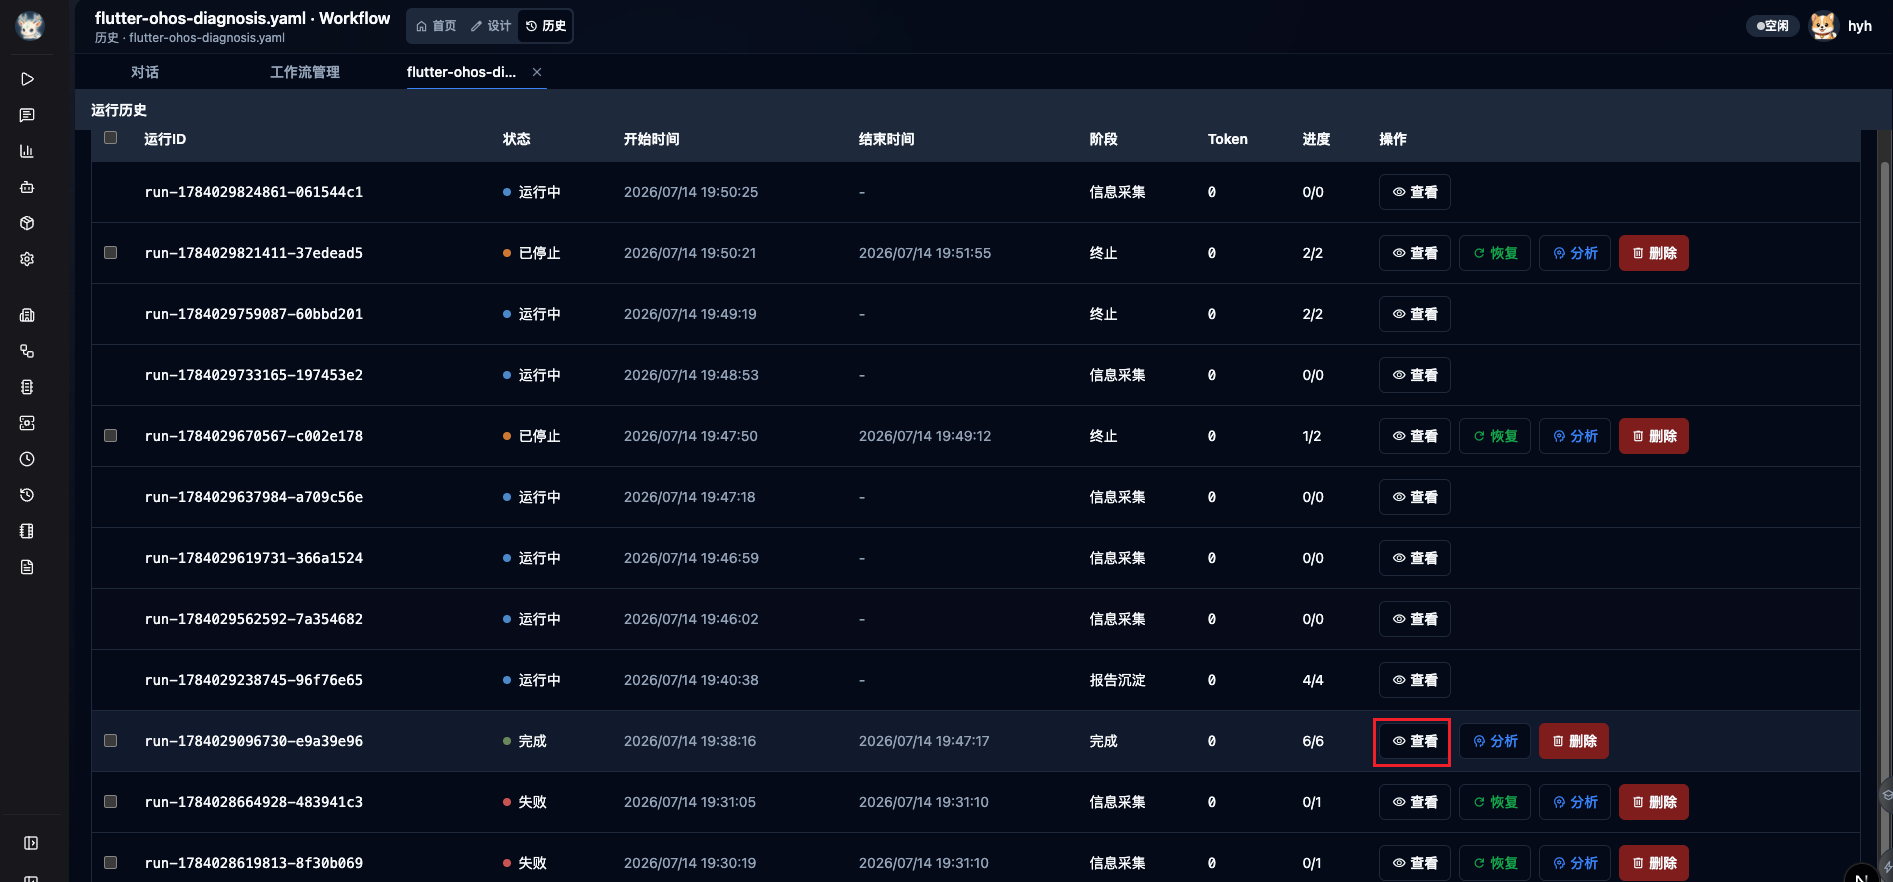 flutter-ohos-diagnosis.yaml · Workflow
历史 · flutter-ohos-diagnosis.yaml
首页 设计 历史
空闲 hyh
对话 工作流管理 flutter-ohos-di... ×
运行历史
运行ID 状态 开始时间 结束时间 阶段 Token 进度 操作
run-1784029824861-061544c1 运行中 2026/07/14 19:50:25 - 信息采集 0 0/0 查看
run-1784029821411-37edead5 已停止 2026/07/14 19:50:21 2026/07/14 19:51:55 终止 0 2/2 查看 恢复 分析 删除
run-1784029759087-60bbd201 运行中 2026/07/14 19:49:19 - 终止 0 2/2 查看
run-1784029733165-197453e2 运行中 2026/07/14 19:48:53 - 信息采集 0 0/0 查看
run-1784029670567-c002e178 已停止 2026/07/14 19:47:50 2026/07/14 19:49:12 终止 0 1/2 查看 恢复 分析 删除
run-1784029637984-a709c56e 运行中 2026/07/14 19:47:18 - 信息采集 0 0/0 查看
run-1784029619731-366a1524 运行中 2026/07/14 19:46:59 - 信息采集 0 0/0 查看
run-1784029562592-7a354682 运行中 2026/07/14 19:46:02 - 信息采集 0 0/0 查看
run-1784029238745-96f76e65 运行中 2026/07/14 19:40:38 - 报告沉淀 0 4/4 查看
run-1784029096730-e9a39e96 完成 2026/07/14 19:38:16 2026/07/14 19:47:17 完成 0 6/6 查看 分析 删除
run-1784028664928-483941c3 失败 2026/07/14 19:31:05 2026/07/14 19:31:10 信息采集 0 0/1 查看 恢复 分析 删除
run-1784028619813-8f30b069 失败 2026/07/14 19:30:19 2026/07/14 19:31:10 信息采集 0 0/1 查看 恢复 分析 删除